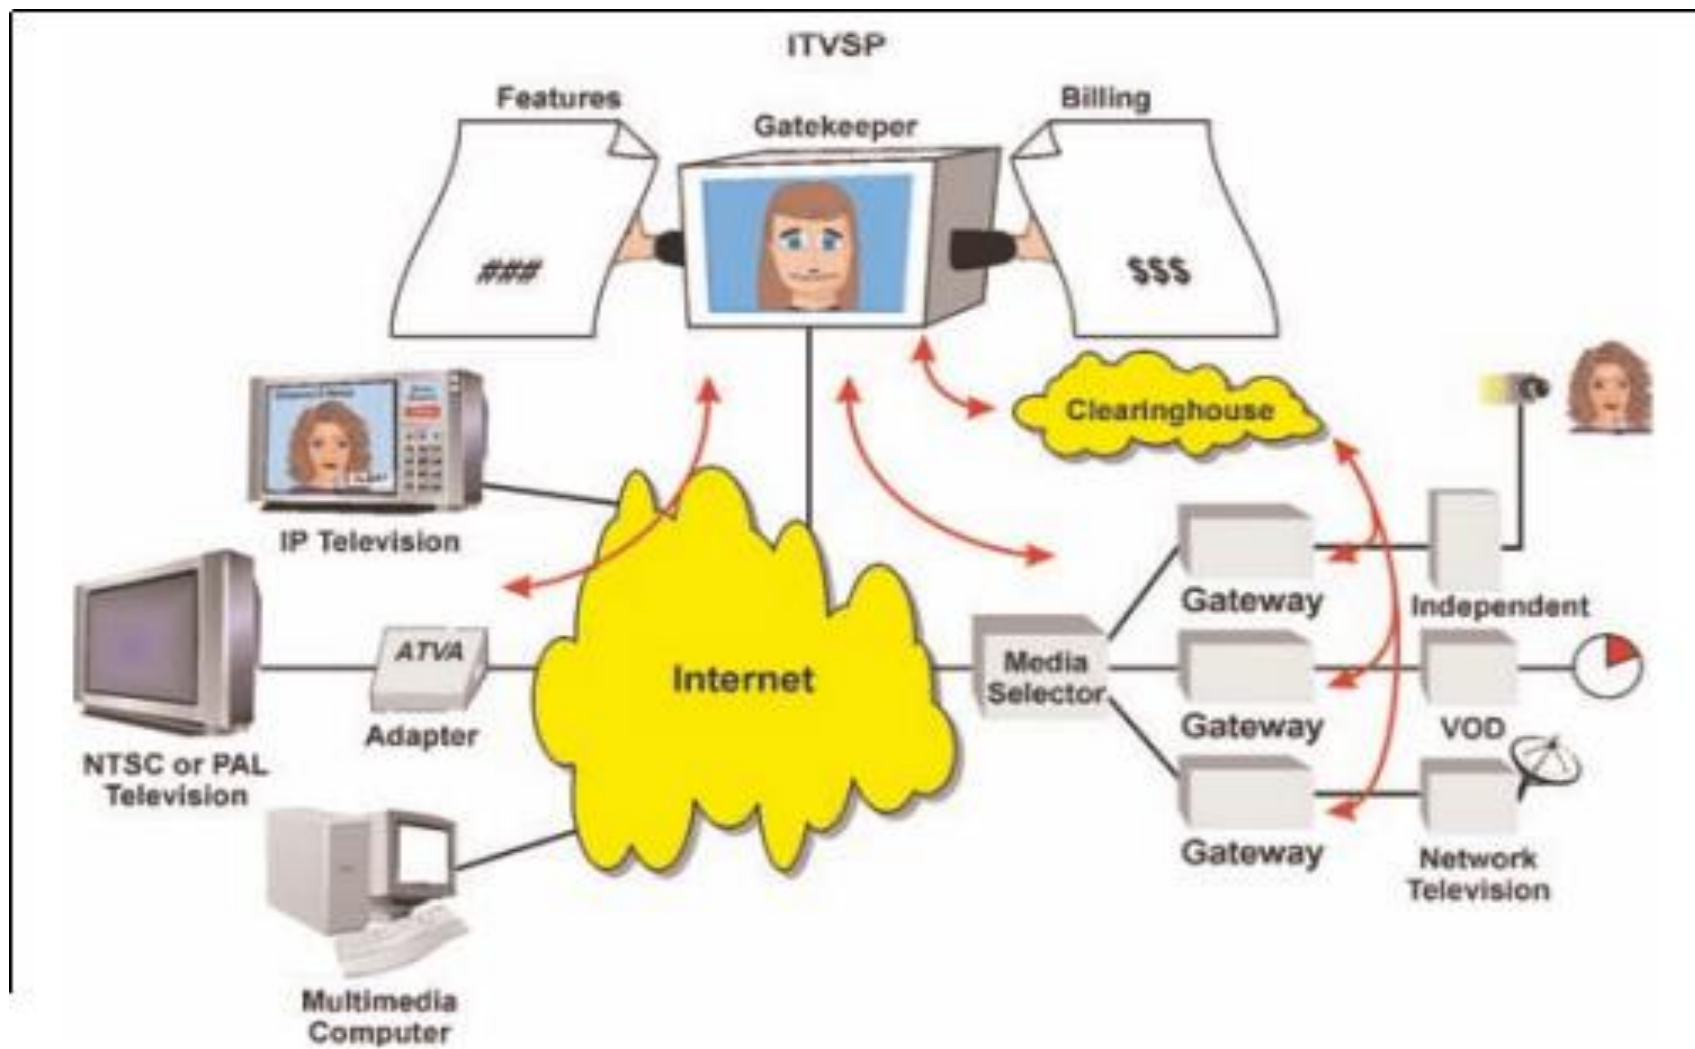 ITVSP
Features
Billing
Gatekeeper
###
$$$
Clearinghouse
IP Television
Gateway
Independent
ATVA
Internet
Media
Selector
Adapter
Gateway
VOD
NTSC or PAL
Television
Gateway
Network
Television
Multimedia
Computer